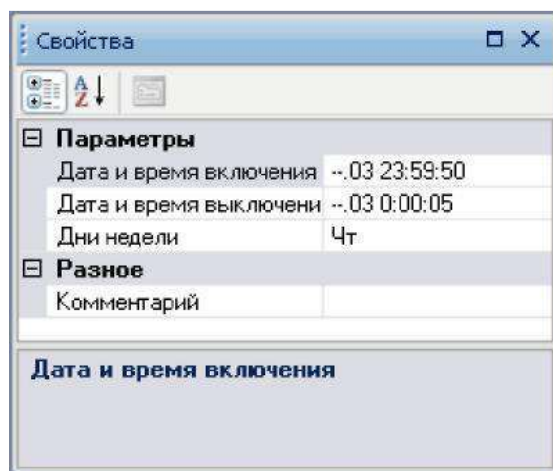 Свойства
Параметры
Дата и время включения --.03 23:59:50
Дата и время выключени --.03 0:00:05
Дни недели Чт
Разное
Комментарий
Дата и время включения